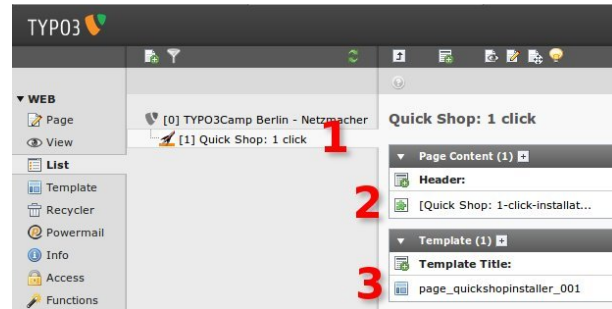 TYPO3
WEB
Page
View
List
Template
Recycler
Powermail
Info
Access
Functions
[0] TYPO3Camp Berlin - Netzmacher
[1] Quick Shop: 1 click
1
Quick Shop: 1 click
Page Content (1)
Header:
2
[Quick Shop: 1-click-installat...
Template (1)
Template Title:
3
page_quickshopinstaller_001